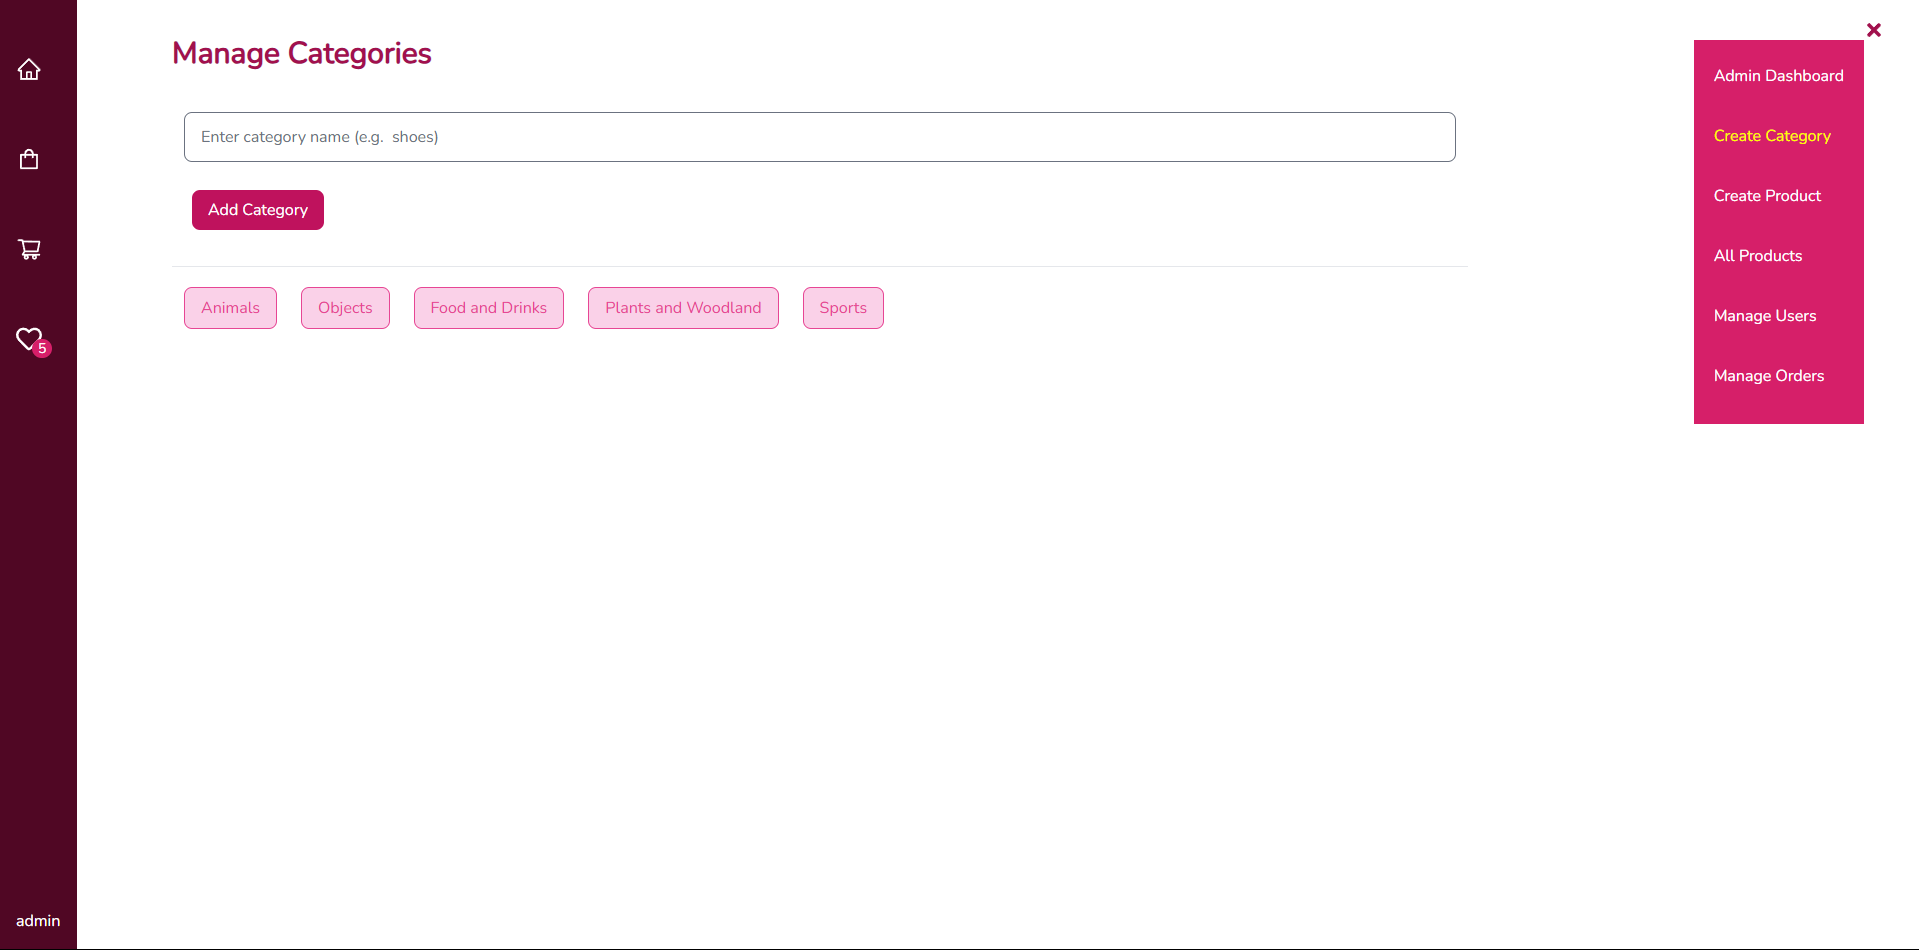 Manage Categories
Enter category name (e.g. shoes)
Add Category
Animals
Objects
Food and Drinks
Plants and Woodland
Sports
5
admin
Admin Dashboard
Create Category
Create Product
All Products
Manage Users
Manage Orders